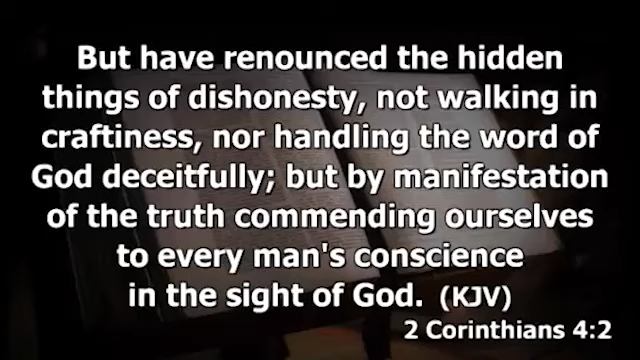 But have renounced the hidden
things of dishonesty, not walking in
craftiness, nor handling the word of
God deceitfully; but by manifestation
of the truth commending ourselves
to every man's conscience
in the sight of God. (KJV)
2 Corinthians 4:2